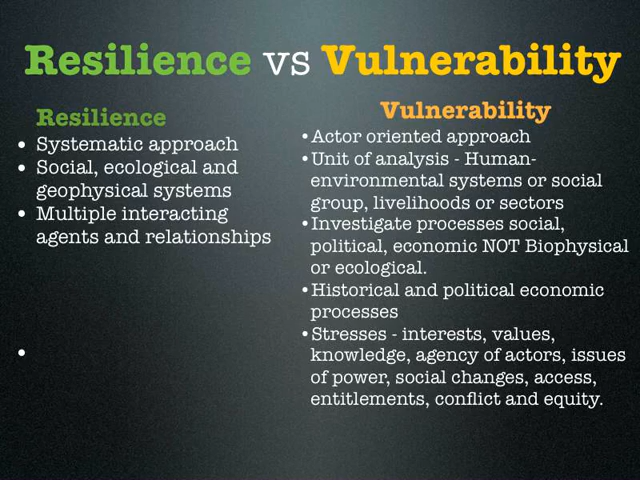 Resilience vs Vulnerability
Resilience
• Systematic approach
• Social, ecological and
geophysical systems
• Multiple interacting
agents and relationships
•
Vulnerability
•Actor oriented approach
•Unit of analysis - Human-
environmental systems or social
group, livelihoods or sectors
•Investigate processes social,
political, economic NOT Biophysical
or ecological.
•Historical and political economic
processes
•Stresses - interests, values,
knowledge, agency of actors, issues
of power, social changes, access,
entitlements, conflict and equity.